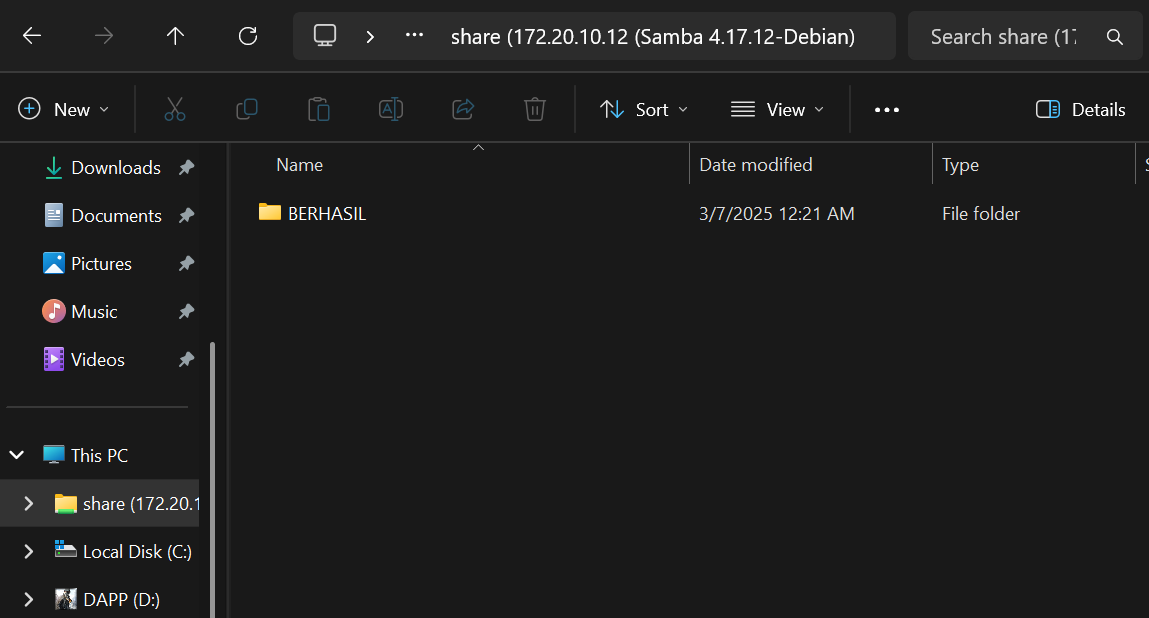 share (172.20.10.12 (Samba 4.17.12-Debian)
Search share (17
New
Sort
View
Details
Name
Date modified
Type
Downloads
Documents
Pictures
Music
Videos
This PC
share (172.20.1
Local Disk (C:)
DAPP (D:)
BERHASIL
3/7/2025 12:21 AM
File folder